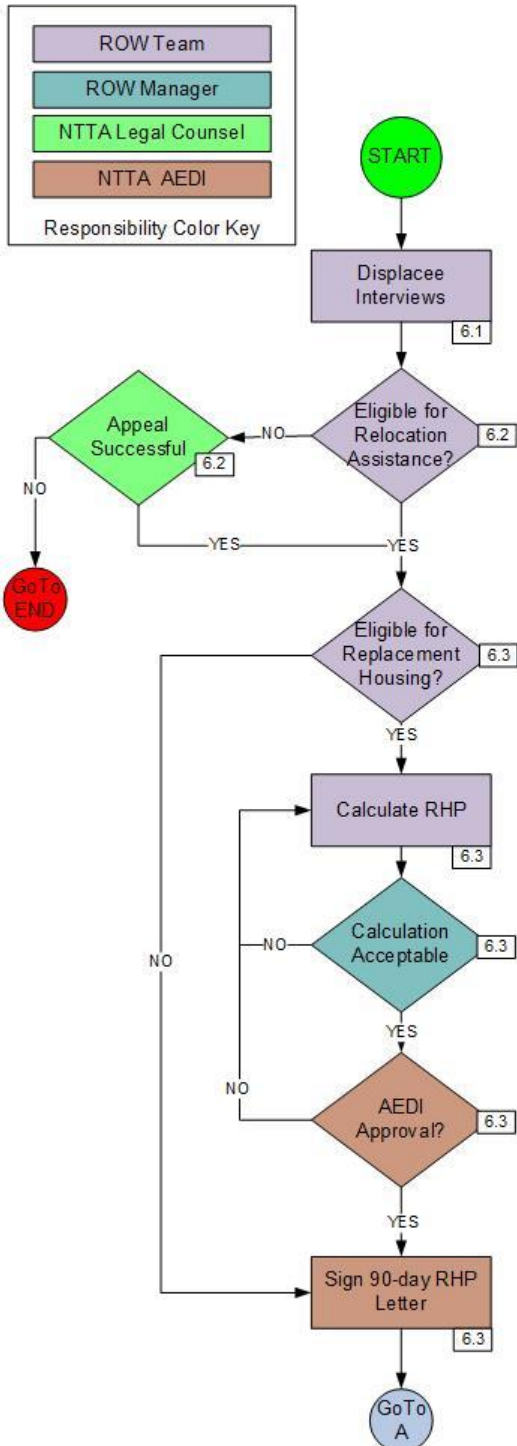 ROW Team
ROW Manager
NTTA Legal Counsel
NTTA AEDI
Responsibility Color Key
START
Displacee
Interviews
6.1
Eligible for
Relocation
Assistance?
6.2
NO
Appeal
Successful
6.2
NO
YES
YES
GoTo
END
Eligible for
Replacement
Housing?
6.3
YES
Calculate RHP
6.3
NO
Calculation
Acceptable
6.3
NO
YES
NO
AEDI
Approval?
6.3
YES
Sign 90-day RHP
Letter
6.3
GoTo
A